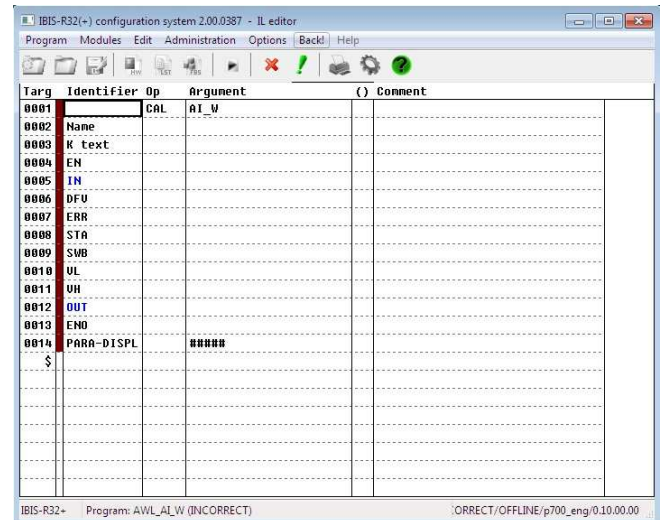 IBIS-R32(+) configuration system 2.00.0387 - IL editor
Program Modules Edit Administration Options Back! Help
Targ Identifier Op Argument () Comment
0001 CAL AI_W
0002 Name
0003 K text
0004 EN
0005 IN
0006 DFV
0007 ERR
0008 STA
0009 SWB
0010 VL
0011 VH
0012 OUT
0013 ENO
0014 PARA-DISPL #####
$
IBIS-R32+ Program: AWL_AI_W (INCORRECT) :ORRECT/OFFLINE/p700_eng/0.10.00.00